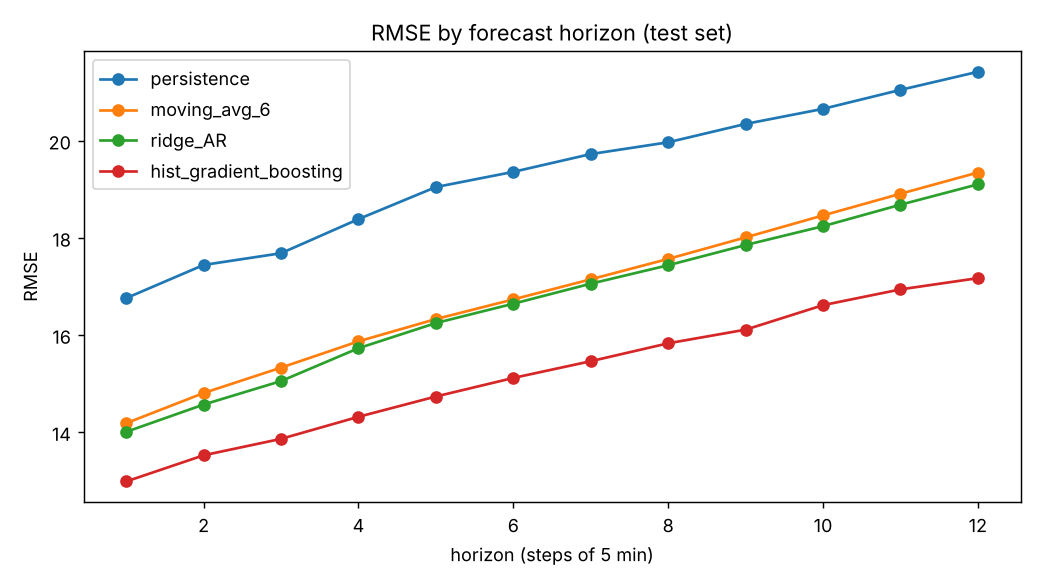 RMSE by forecast horizon (test set)
persistence
moving_avg_6
ridge_AR
hist_gradient_boosting
RMSE
20
18
16
14
2 4 6 8 10 12
horizon (steps of 5 min)